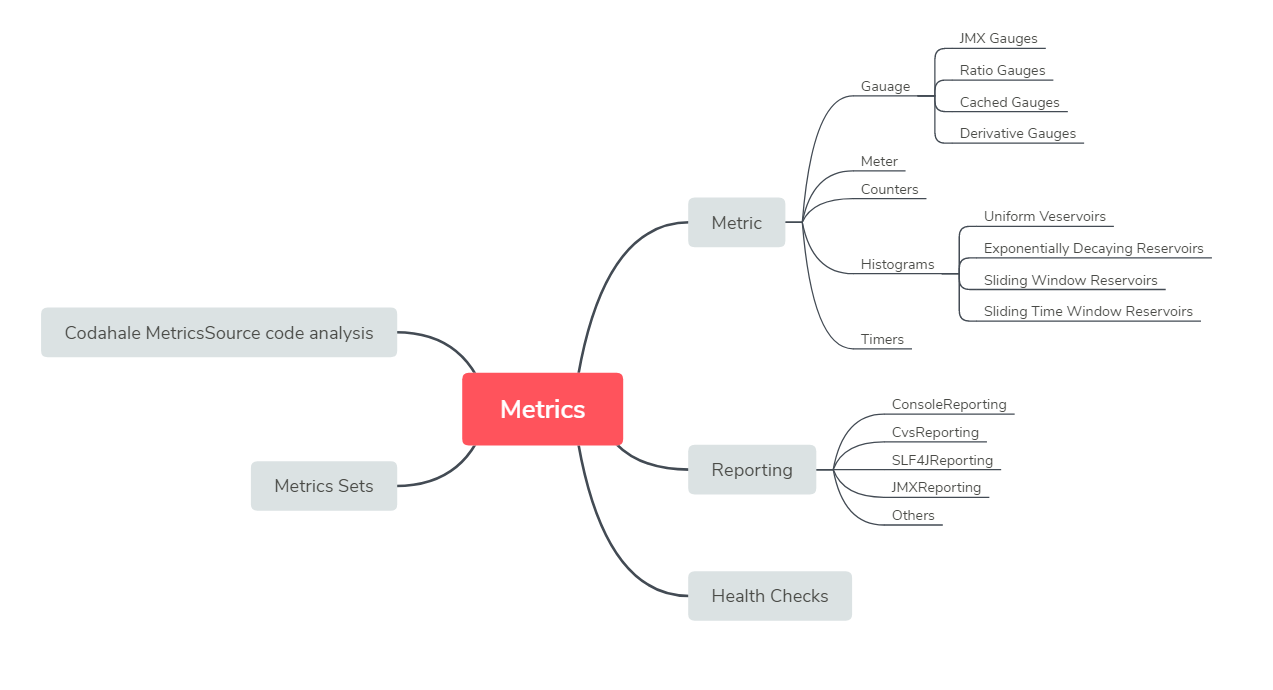 Metrics
Metric
Gauage
JMX Gauges
Ratio Gauges
Cached Gauges
Derivative Gauges
Meter
Counters
Histograms
Uniform Veservoirs
Exponentially Decaying Reservoirs
Sliding Window Reservoirs
Sliding Time Window Reservoirs
Timers
Reporting
ConsoleReporting
CvsReporting
SLF4JReporting
JMXReporting
Others
Health Checks
Codahale MetricsSource code analysis
Metrics Sets